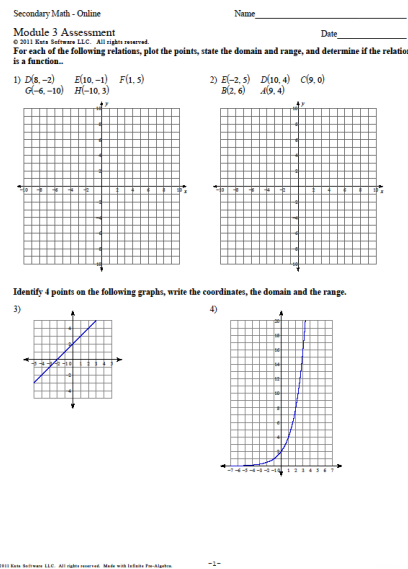 Secondary Math - Online Name
Module 3 Assessment Date
© 2011 Kuta Software LLC. All rights reserved.
For each of the following relations, plot the points, state the domain and range, and determine if the relation
is a function..
1) D(8, −2) E(10, −1) F(1, 5)
G(−6, −10) H(−10, 3)
2) E(−2, 5) D(10, 4) C(9, 0)
B(2, 6) A(9, 4)
Identify 4 points on the following graphs, write the coordinates, the domain and the range.
3)
4)
2011 Kuta Software LLC. All rights reserved. Made with Infinite Pre-Algebra.
-1-